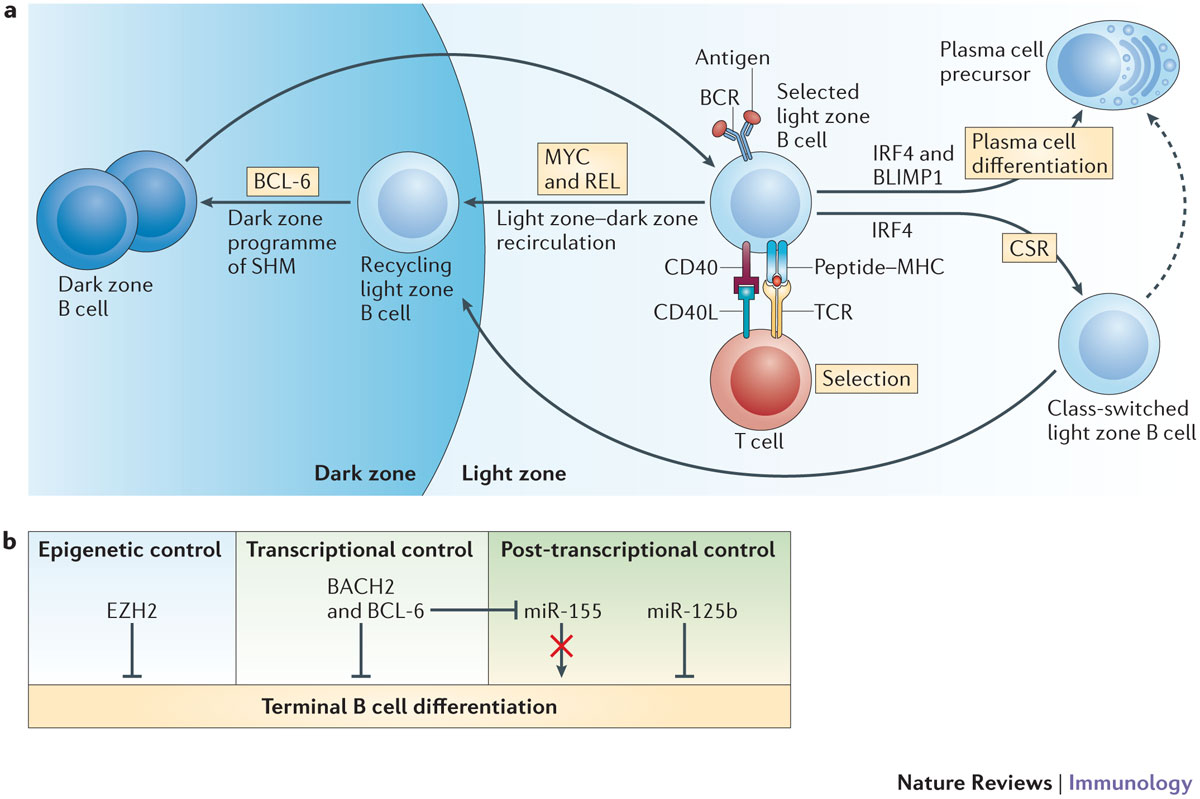 a
Antigen
BCR
Selected
light zone
B cell
Plasma cell
precursor
BCL-6
Dark zone
programme
of SHM
MYC
and REL
Light zone–dark zone
recirculation
IRF4 and
BLIMP1
Plasma cell
differentiation
IRF4
CSR
Dark zone
B cell
Recycling
light zone
B cell
CD40
Peptide–MHC
CD40L
TCR
Selection
T cell
Class-switched
light zone B cell
Dark zone
Light zone
b
Epigenetic control
Transcriptional control
Post-transcriptional control
EZH2
BACH2
and BCL-6
miR-155
miR-125b
Terminal B cell differentiation
Nature Reviews | Immunology